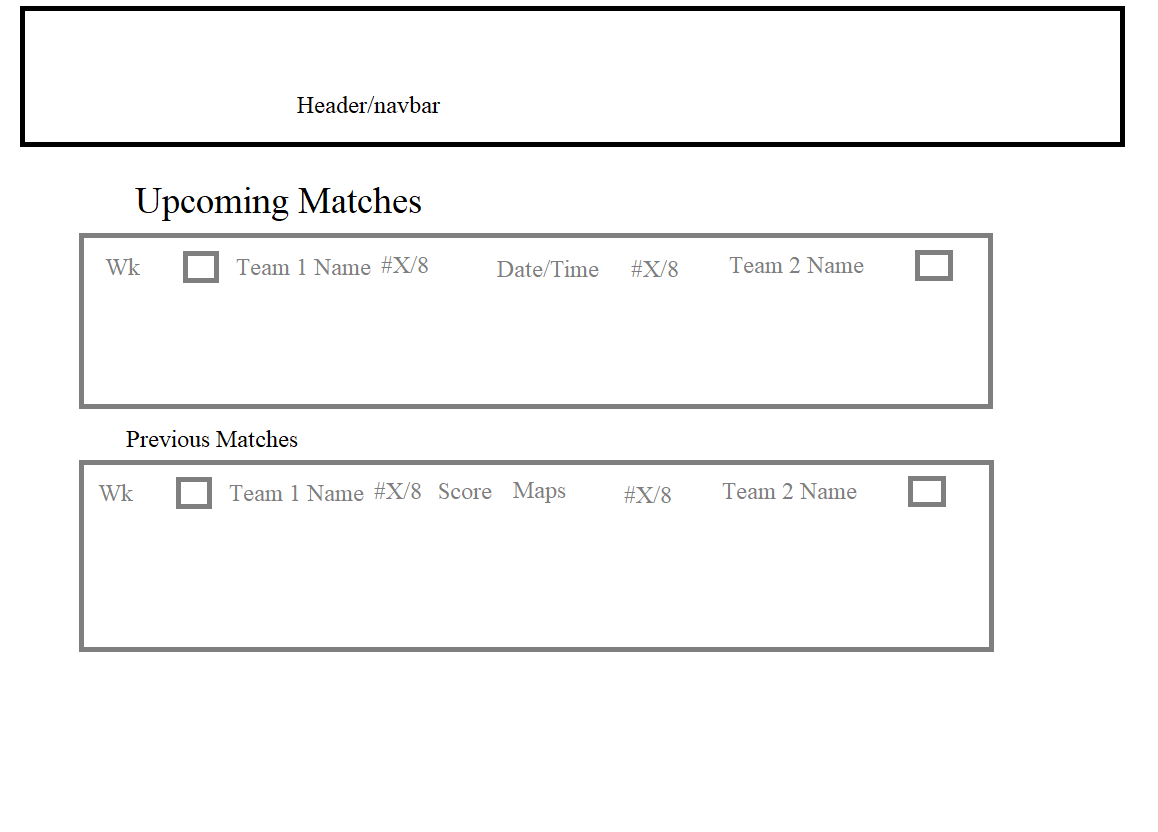 Header/navbar
Upcoming Matches
Wk Team 1 Name #X/8 Date/Time #X/8 Team 2 Name
Previous Matches
Wk Team 1 Name #X/8 Score Maps #X/8 Team 2 Name